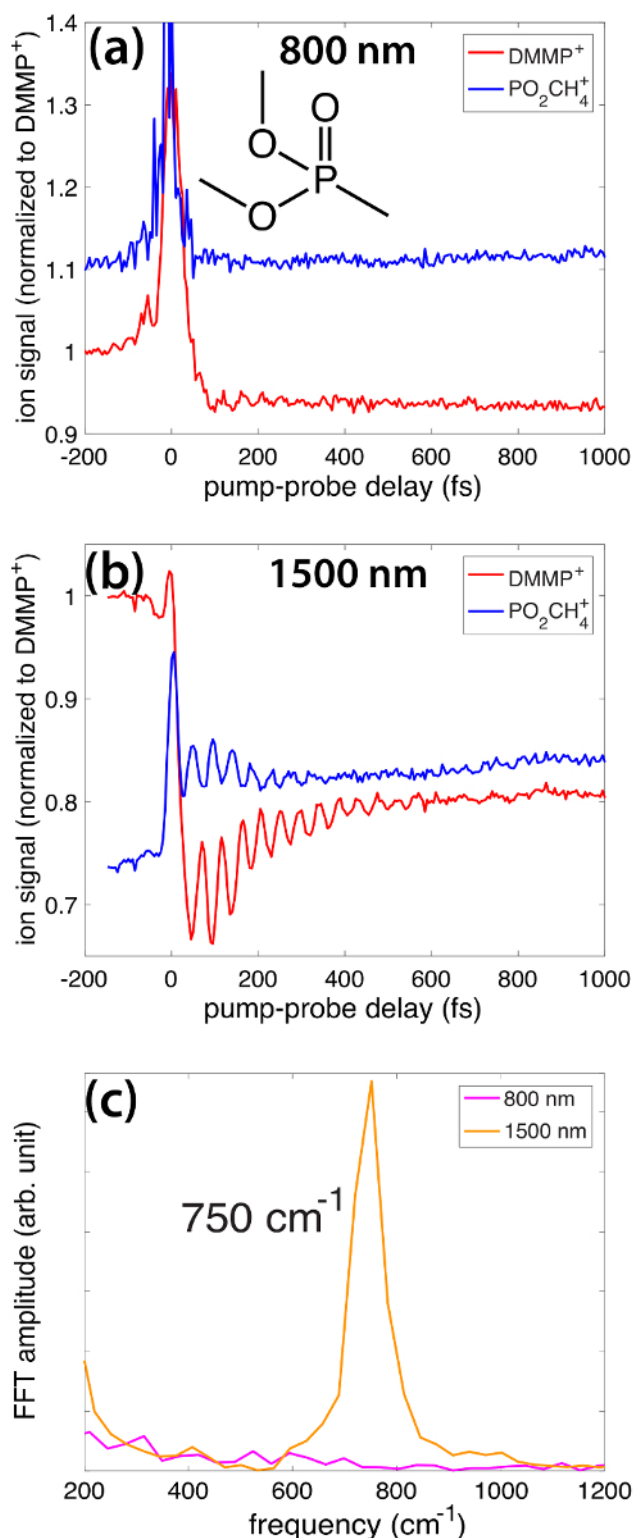 (a) 800 nm
DMMP⁺
PO₂CH₄⁺
O
O
P
O
ion signal (normalized to DMMP⁺)
1.4
1.3
1.2
1.1
1
0.9
-200 0 200 400 600 800 1000
pump-probe delay (fs)
(b) 1500 nm
DMMP⁺
PO₂CH₄⁺
ion signal (normalized to DMMP⁺)
1
0.9
0.8
0.7
-200 0 200 400 600 800 1000
pump-probe delay (fs)
(c)
800 nm
1500 nm
750 cm⁻¹
FFT amplitude (arb. unit)
200 400 600 800 1000 1200
frequency (cm⁻¹)